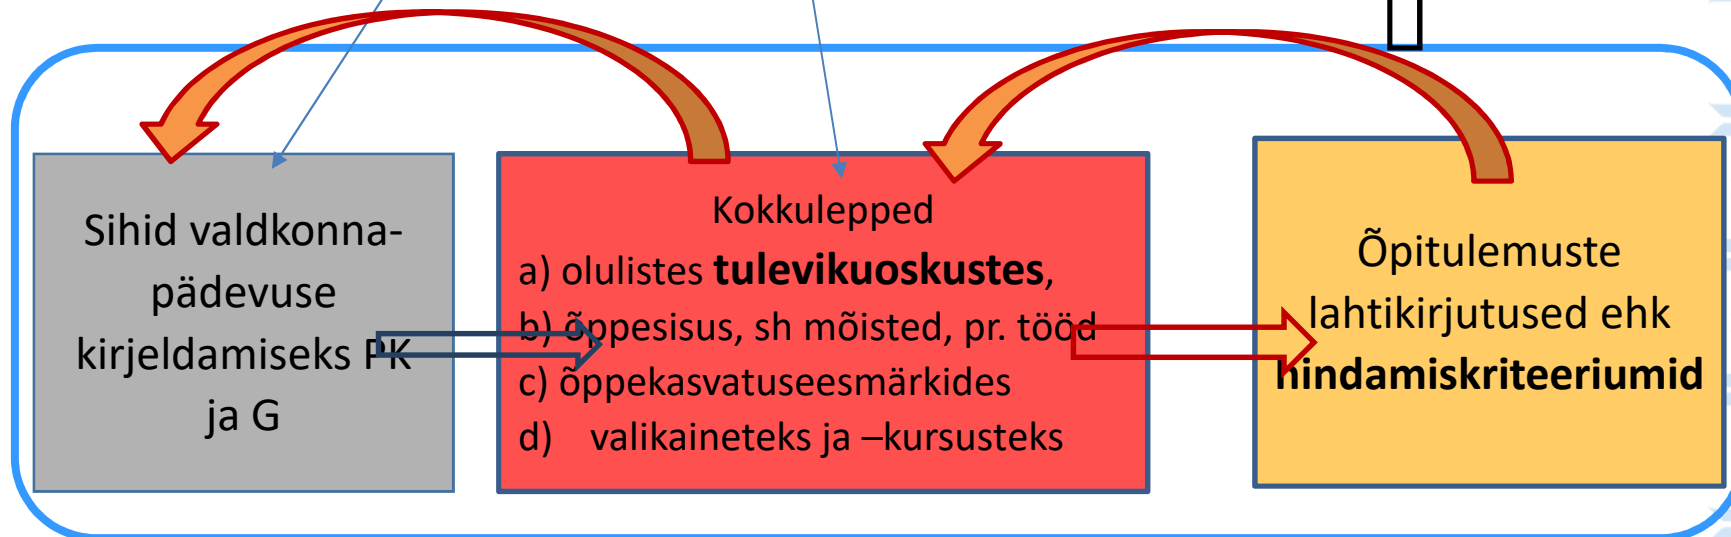 Sihid valdkonna-
pädevuse
kirjeldamiseks PK
ja G
Kokkulepped
a) olulistes tulevikuoskustes,
b) õppesisus, sh mõisted, pr. tööd
c) õppekasvatuseesmärkides
d) valikaineteks ja –kursusteks
Õpitulemuste
lahtikirjutused ehk
hindamiskriteeriumid